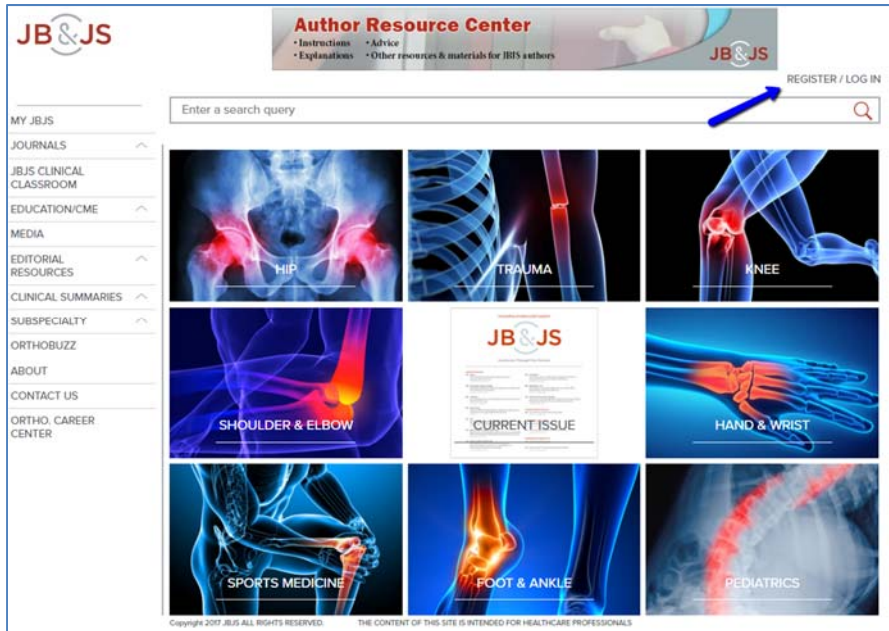 JB&JS
Author Resource Center
• Instructions • Advice
• Explanations • Other resources & materials for JBJS authors
JB&JS
REGISTER / LOG IN
Enter a search query
MY JBJS
JOURNALS
JBJS CLINICAL
CLASSROOM
EDUCATION/CME
MEDIA
EDITORIAL
RESOURCES
CLINICAL SUMMARIES
SUBSPECIALTY
ORTHOBUZZ
ABOUT
CONTACT US
ORTHO. CAREER
CENTER
HIP
TRAUMA
KNEE
SHOULDER & ELBOW
JB&JS
CURRENT ISSUE
HAND & WRIST
SPORTS MEDICINE
FOOT & ANKLE
PEDIATRICS
Copyright 2017 JBJS ALL RIGHTS RESERVED. THE CONTENT OF THIS SITE IS INTENDED FOR HEALTHCARE PROFESSIONALS